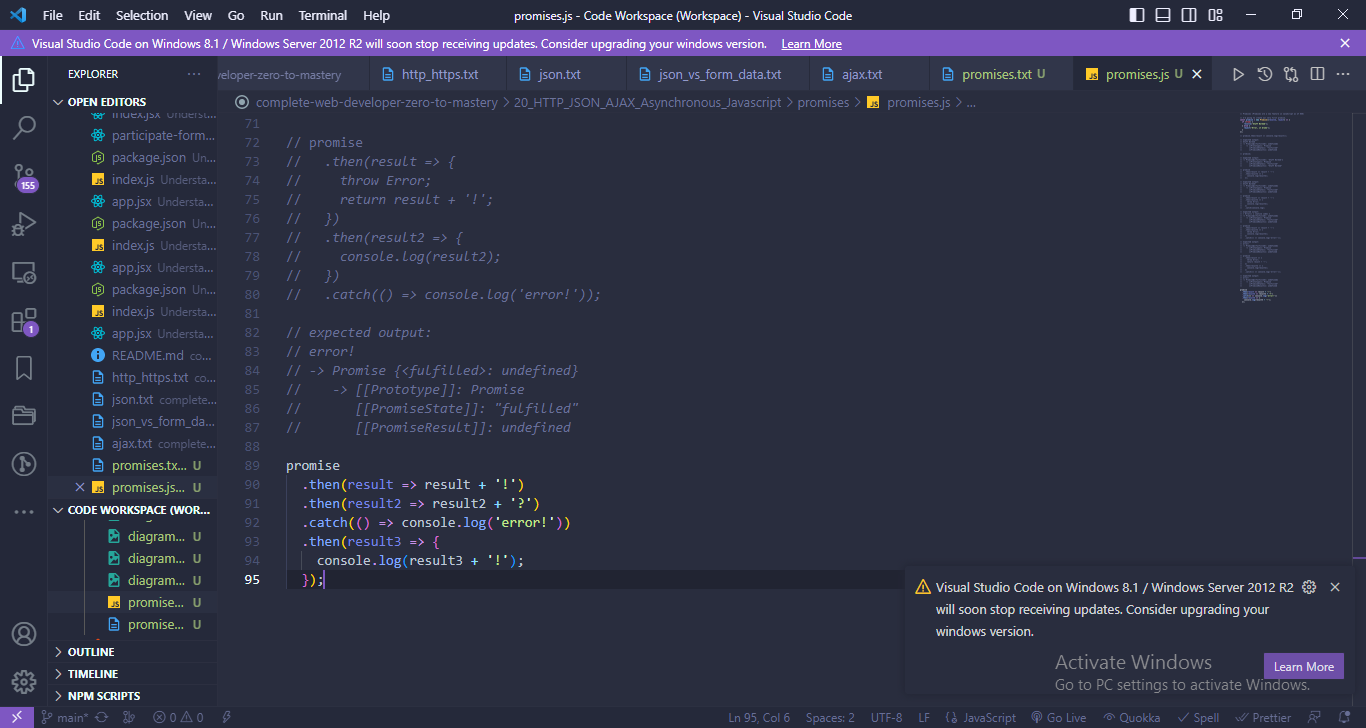 File Edit Selection View Go Run Terminal Help promises.js - Code Workspace (Workspace) - Visual Studio Code
Visual Studio Code on Windows 8.1 / Windows Server 2012 R2 will soon stop receiving updates. Consider upgrading your windows version. Learn More
EXPLORER
veloper-zero-to-mastery http_https.txt json.txt json_vs_form_data.txt ajax.txt promises.txt U promises.js U
OPEN EDITORS
complete-web-developer-zero-to-mastery > 20_HTTP_JSON_AJAX_Asynchronous_Javascript > promises > promises.js > ...
index.jsx Underst...
participate-form...
package.json Un...
index.js Understa...
app.jsx Understa...
package.json Un...
index.js Understa...
app.jsx Understa...
package.json Un...
index.js Understa...
app.jsx Understa...
README.md co...
http_https.txt co...
json.txt complete...
json_vs_form_da...
ajax.txt complete...
promises.tx... U
promises.js... U
CODE WORKSPACE (WOR...
diagram... U
diagram... U
diagram... U
promise... U
promise... U
OUTLINE
TIMELINE
NPM SCRIPTS
155
1
71
72 // promise
73 //   .then(result => {
74 //     throw Error;
75 //     return result + '!';
76 //   })
77 //   .then(result2 => {
78 //     console.log(result2);
79 //   })
80 //   .catch(() => console.log('error!'));
81
82 // expected output:
83 // error!
84 // -> Promise {<fulfilled>: undefined}
85 //    -> [[Prototype]]: Promise
86 //       [[PromiseState]]: "fulfilled"
87 //       [[PromiseResult]]: undefined
88
89 promise
90   .then(result => result + '!')
91   .then(result2 => result2 + '?')
92   .catch(() => console.log('error!'))
93   .then(result3 => {
94     console.log(result3 + '!');
95   });
Visual Studio Code on Windows 8.1 / Windows Server 2012 R2
will soon stop receiving updates. Consider upgrading your
windows version.
Learn More
Activate Windows
Go to PC settings to activate Windows.
main* 0 0 Ln 95, Col 6 Spaces: 2 UTF-8 LF JavaScript Go Live Quokka Spell Prettier